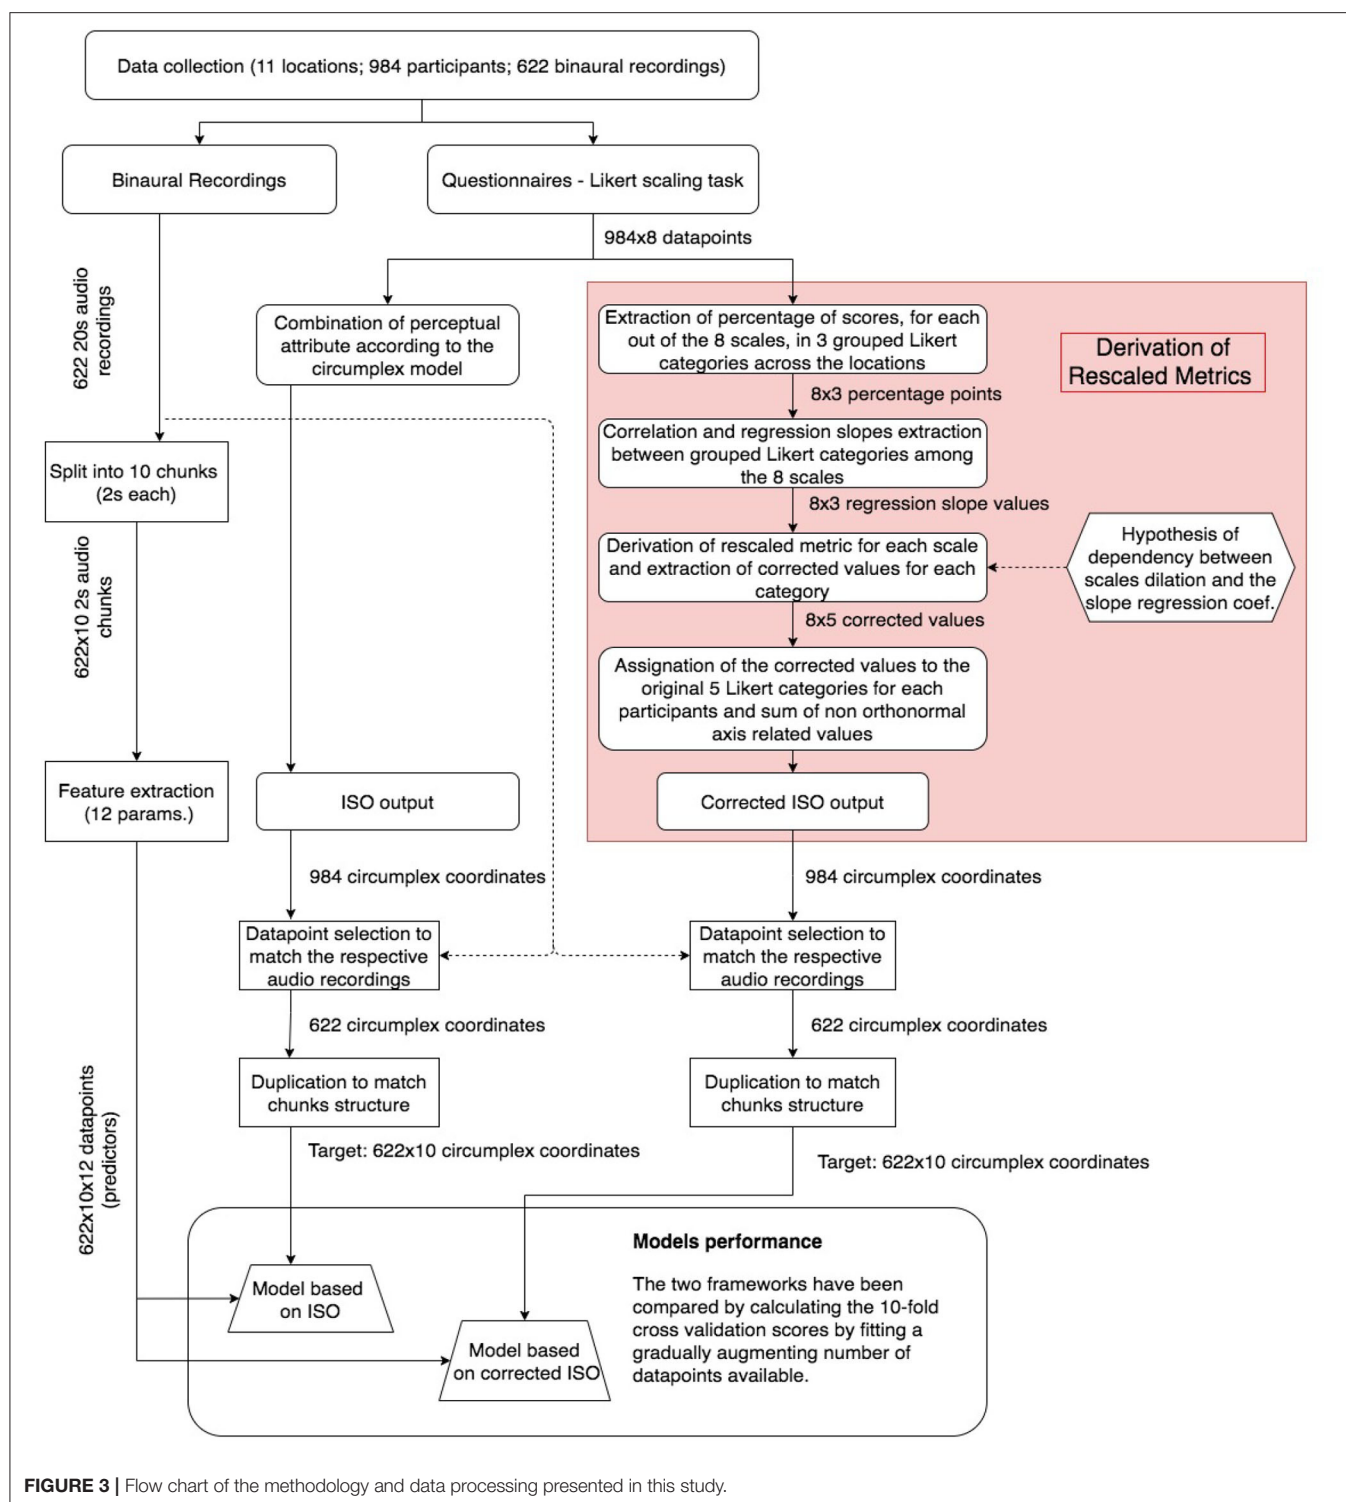 Data collection (11 locations; 984 participants; 622 binaural recordings)
Binaural Recordings
Questionnaires - Likert scaling task
984x8 datapoints
622 20s audio
recordings
Combination of perceptual
attribute according to the
circumplex model
Extraction of percentage of scores, for each
out of the 8 scales, in 3 grouped Likert
categories across the locations
Derivation of
Rescaled Metrics
8x3 percentage points
Correlation and regression slopes extraction
between grouped Likert categories among
the 8 scales
Split into 10 chunks
(2s each)
8x3 regression slope values
Derivation of rescaled metric for each scale
and extraction of corrected values for each
category
Hypothesis of
dependency between
scales dilation and the
slope regression coef.
622x10 2s audio
chunks
8x5 corrected values
Assignation of the corrected values to the
original 5 Likert categories for each
participants and sum of non orthonormal
axis related values
Feature extraction
(12 params.)
ISO output
Corrected ISO output
984 circumplex coordinates
984 circumplex coordinates
Datapoint selection to
match the respective
audio recordings
Datapoint selection to
match the respective
audio recordings
622 circumplex coordinates
622 circumplex coordinates
Duplication to match
chunks structure
Duplication to match
chunks structure
622x10x12 datapoints
(predictors)
Target: 622x10 circumplex coordinates
Target: 622x10 circumplex coordinates
Models performance
The two frameworks have been
compared by calculating the 10-fold
cross validation scores by fitting a
gradually augmenting number of
datapoints available.
Model based
on ISO
Model based
on corrected ISO
FIGURE 3 | Flow chart of the methodology and data processing presented in this study.